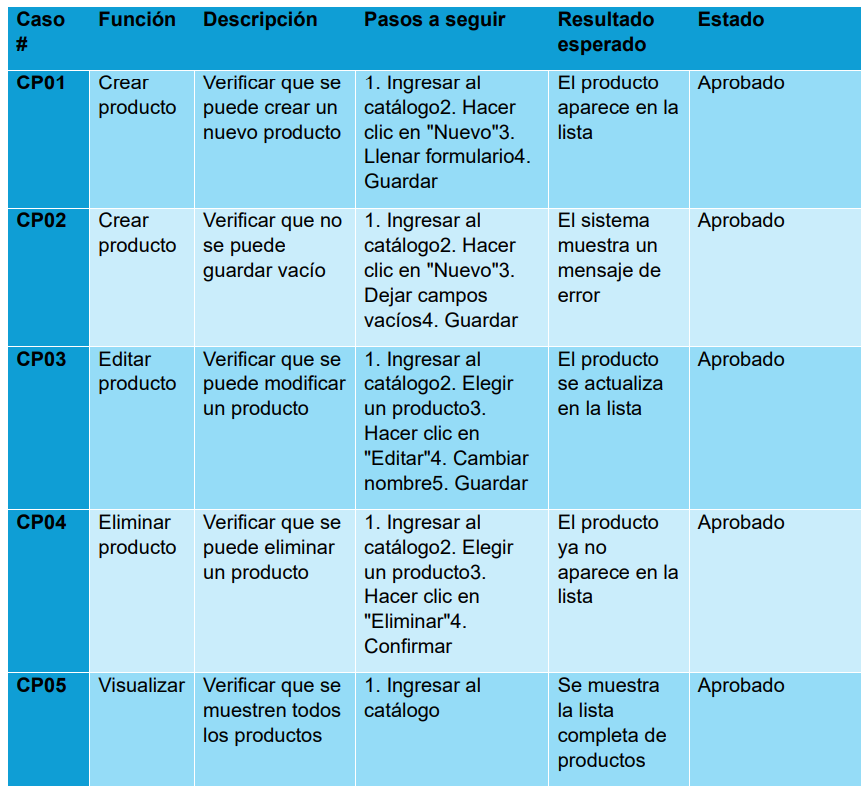 Caso # Función Descripción Pasos a seguir Resultado esperado Estado
CP01 Crear producto Verificar que se puede crear un nuevo producto 1. Ingresar al catálogo2. Hacer clic en "Nuevo"3. Llenar formulario4. Guardar El producto aparece en la lista Aprobado
CP02 Crear producto Verificar que no se puede guardar vacío 1. Ingresar al catálogo2. Hacer clic en "Nuevo"3. Dejar campos vacíos4. Guardar El sistema muestra un mensaje de error Aprobado
CP03 Editar producto Verificar que se puede modificar un producto 1. Ingresar al catálogo2. Elegir un producto3. Hacer clic en "Editar"4. Cambiar nombre5. Guardar El producto se actualiza en la lista Aprobado
CP04 Eliminar producto Verificar que se puede eliminar un producto 1. Ingresar al catálogo2. Elegir un producto3. Hacer clic en "Eliminar"4. Confirmar El producto ya no aparece en la lista Aprobado
CP05 Visualizar Verificar que se muestren todos los productos 1. Ingresar al catálogo Se muestra la lista completa de productos Aprobado